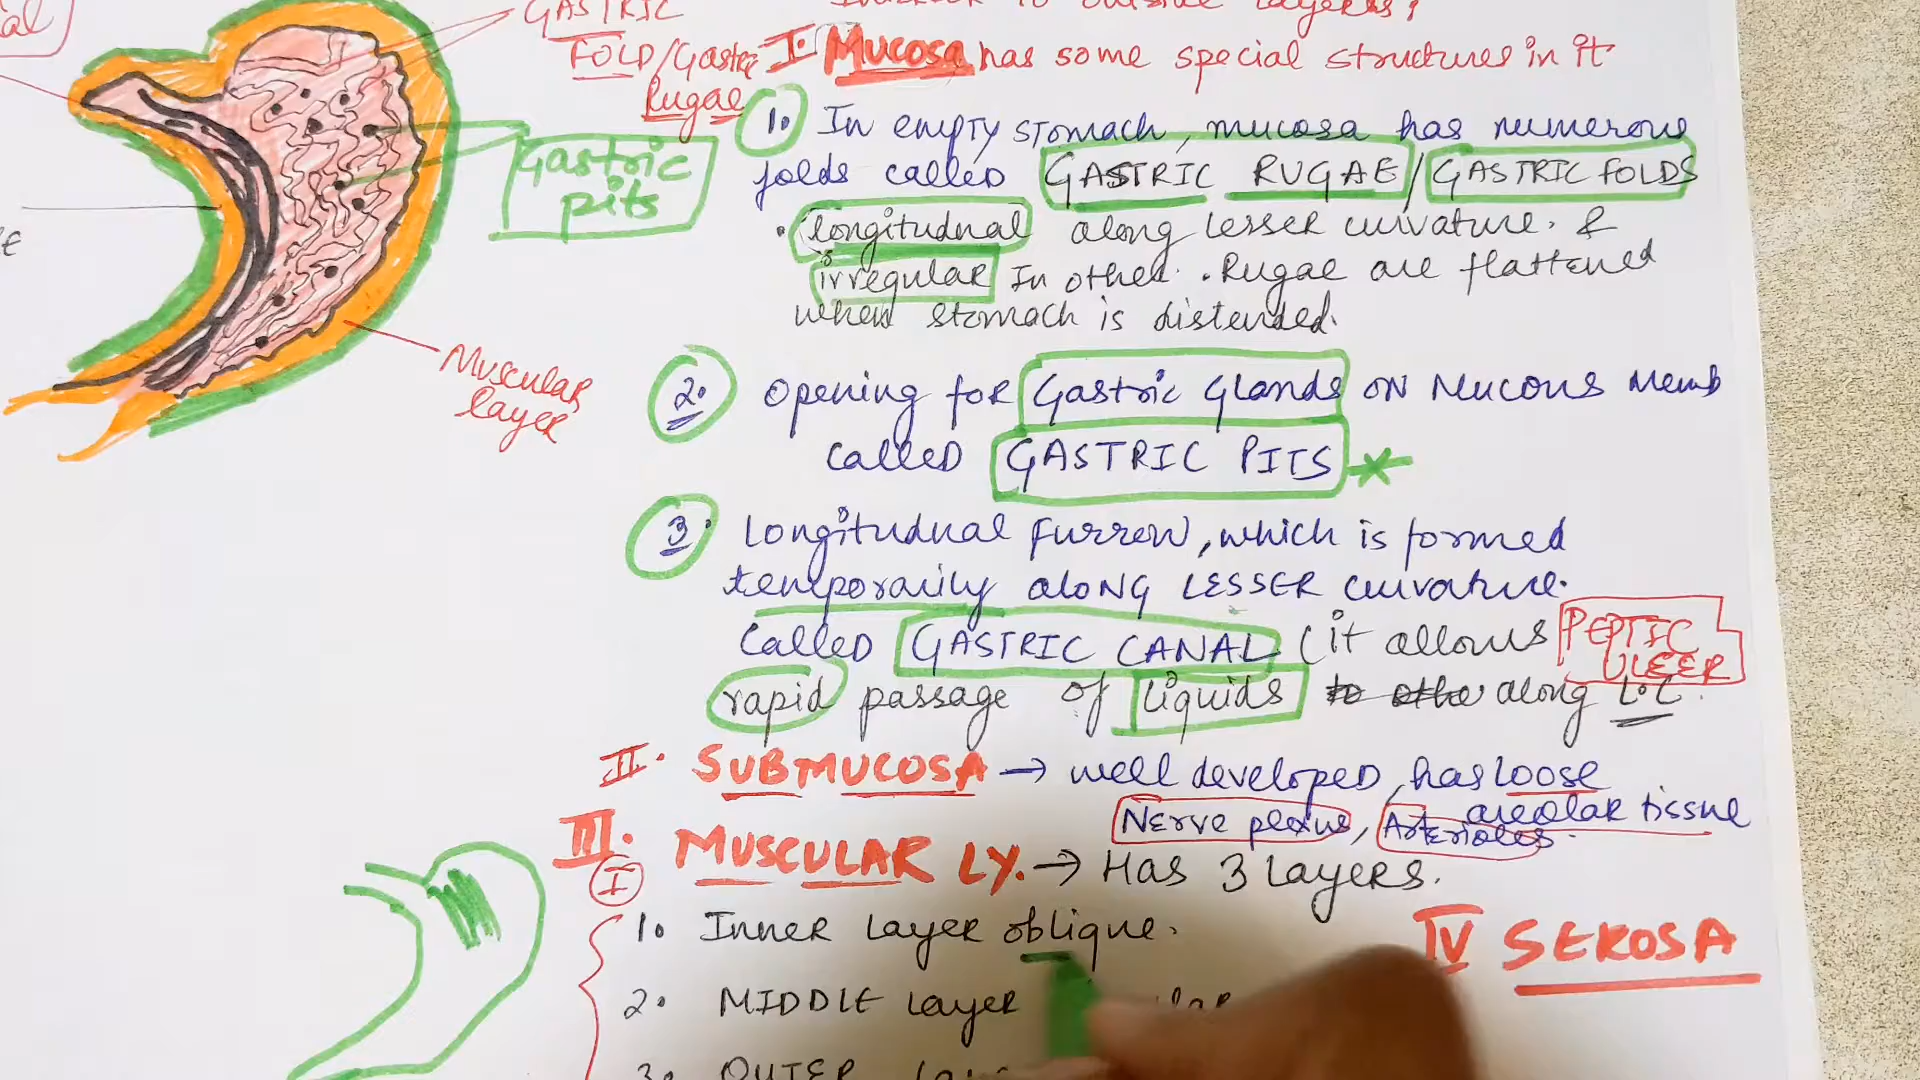 GASTRIC
FOLD/Gastric
Rugae
Gastric
pits
Muscular
layer
I. Mucosa has some special structures in it
1. In empty stomach, mucosa has numerous
folds called GASTRIC RUGAE/GASTRIC FOLDS
. longitudnal along lesser curvature. &
irregular In other. . Rugae are flattened
when stomach is distended.
2. Opening for Gastric Glands on Mucous Memb
called GASTRIC PITS
3. Longitudnal Furrow, which is formed
temporarily along LESSER curvature.
called GASTRIC CANAL (it allows
rapid passage of liquids along L.C.
PEPTIC
ULEER
II. SUBMUCOSA → well developed, has loose
areolar tissue
Nerve plexus, Arterioles.
III. MUSCULAR LY. → Has 3 Layers.
I
1. Inner Layer oblique.
2. MIDDLE Layer
3. OUTER
IV SEROSA